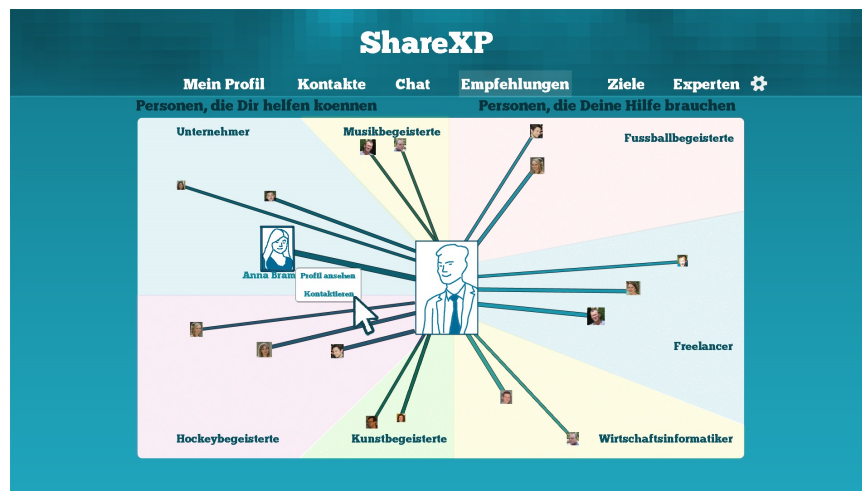 ShareXP
Mein Profil Kontakte Chat Empfehlungen Ziele Experten
Personen, die Dir helfen koennen Personen, die Deine Hilfe brauchen
Unternehmer Musikbegeisterte Fussballbegeisterte
Anna Bram
Profil ansehen
Kontaktieren
Freelancer
Hockeybegeisterte Kunstbegeisterte Wirtschaftsinformatiker